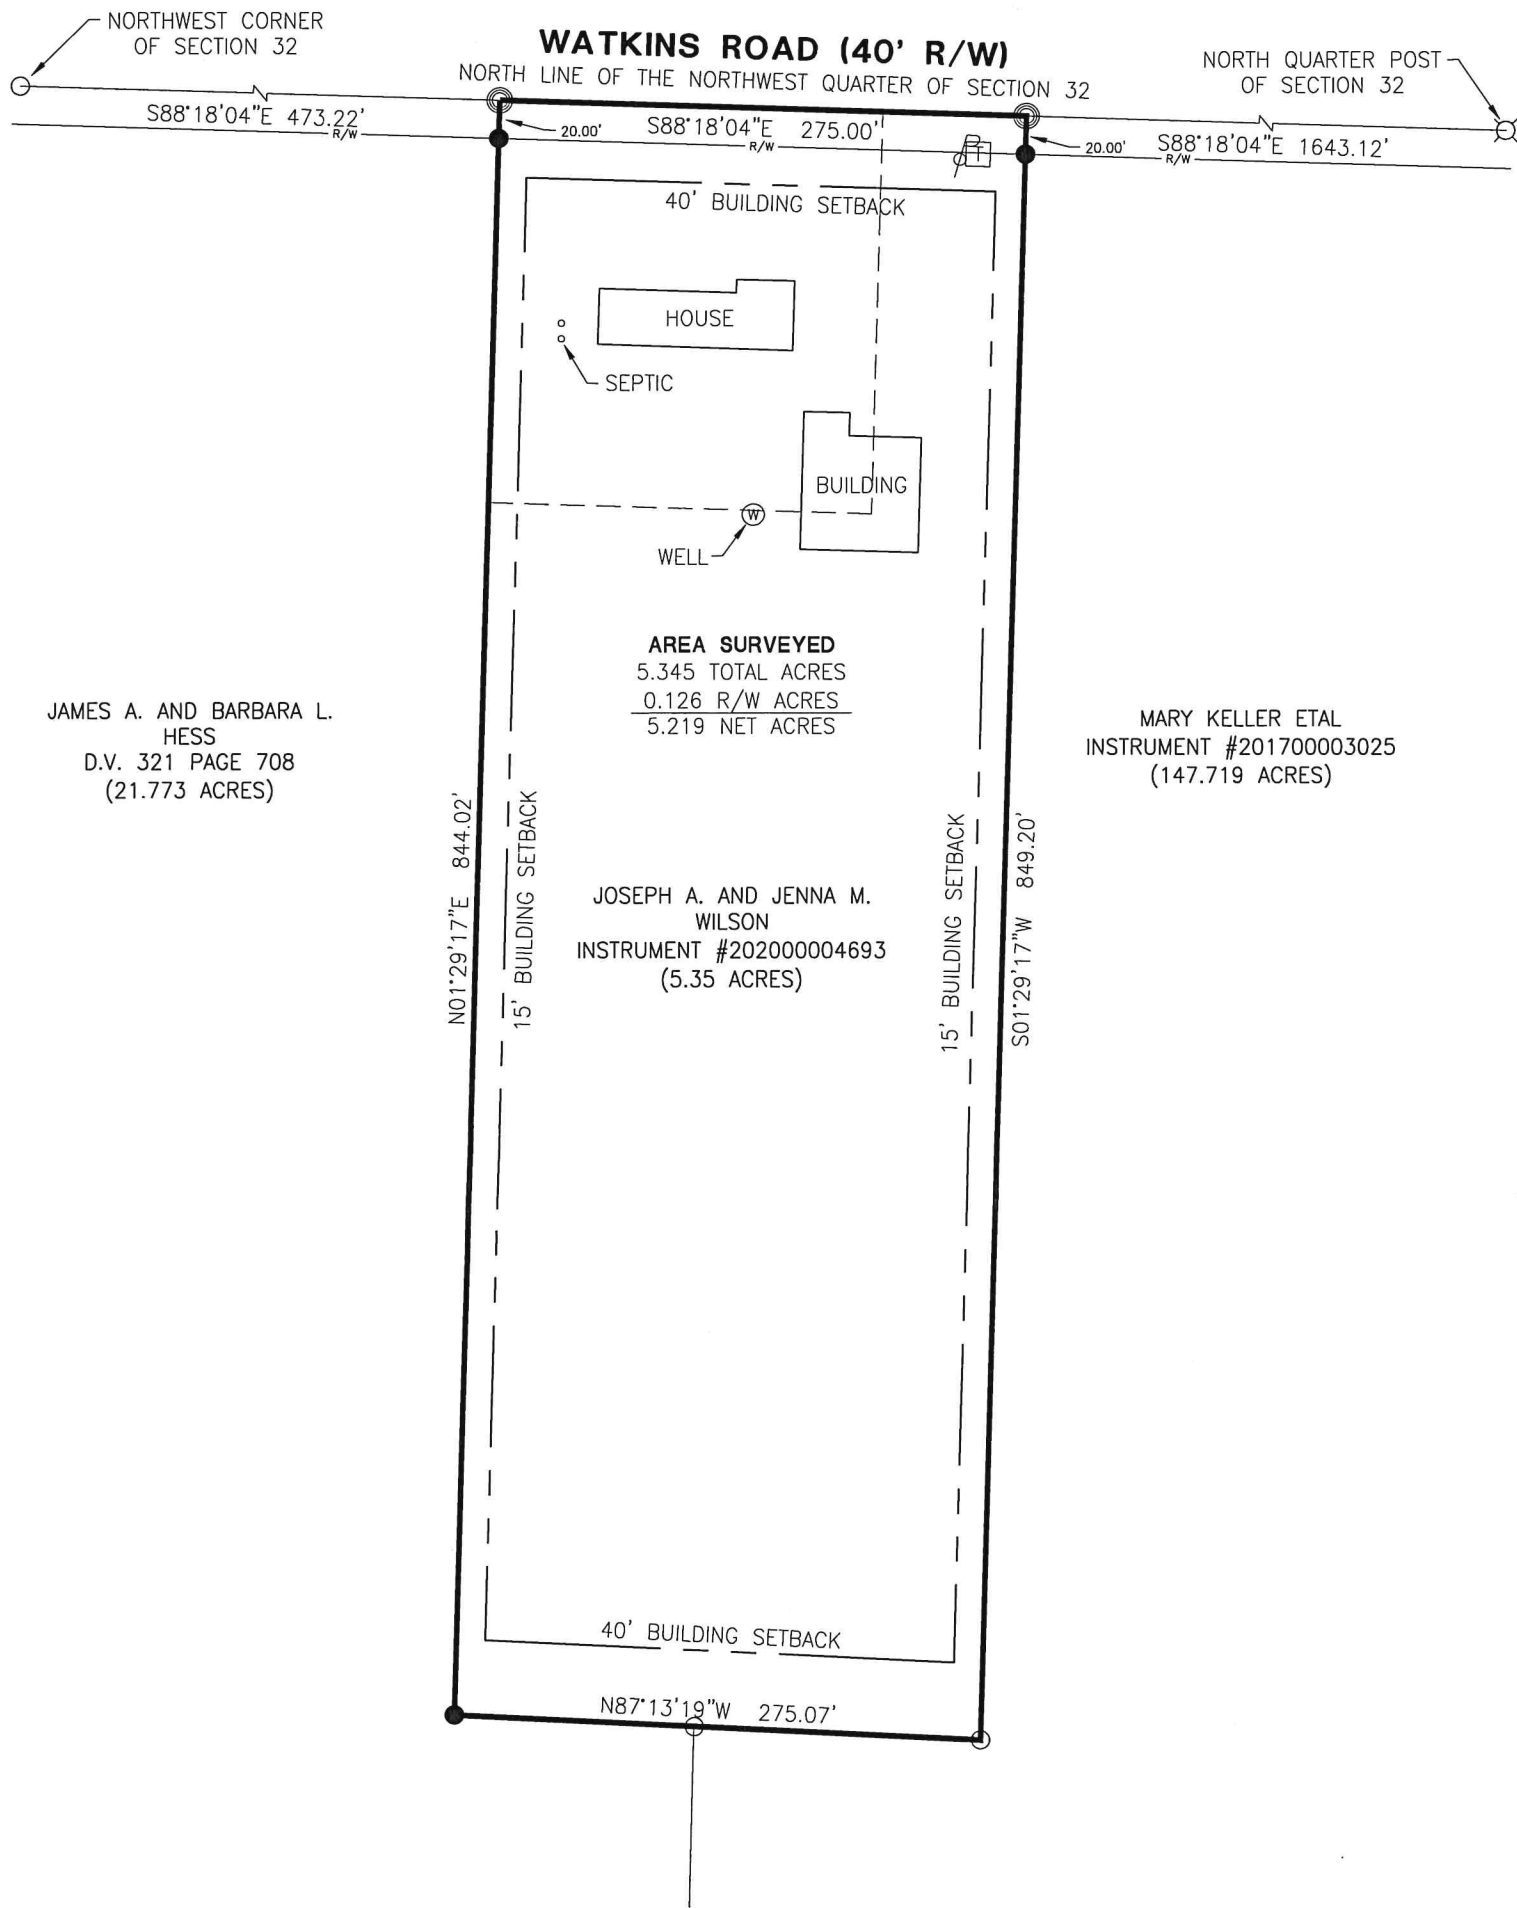 NORTHWEST CORNER
OF SECTION 32
WATKINS ROAD (40' R/W)
NORTH LINE OF THE NORTHWEST QUARTER OF SECTION 32
NORTH QUARTER POST
OF SECTION 32
S88°18'04"E 473.22'
R/W
20.00'
S88°18'04"E 275.00'
R/W
T
20.00'
S88°18'04"E 1643.12'
R/W
40' BUILDING SETBACK
HOUSE
SEPTIC
BUILDING
W
WELL
AREA SURVEYED
5.345 TOTAL ACRES
0.126 R/W ACRES
5.219 NET ACRES
JAMES A. AND BARBARA L.
HESS
D.V. 321 PAGE 708
(21.773 ACRES)
MARY KELLER ETAL
INSTRUMENT #201700003025
(147.719 ACRES)
N01°29'17"E 844.02'
15' BUILDING SETBACK
JOSEPH A. AND JENNA M.
WILSON
INSTRUMENT #202000004693
(5.35 ACRES)
15' BUILDING SETBACK
S01°29'17"W 849.20'
40' BUILDING SETBACK
N87°13'19"W 275.07'